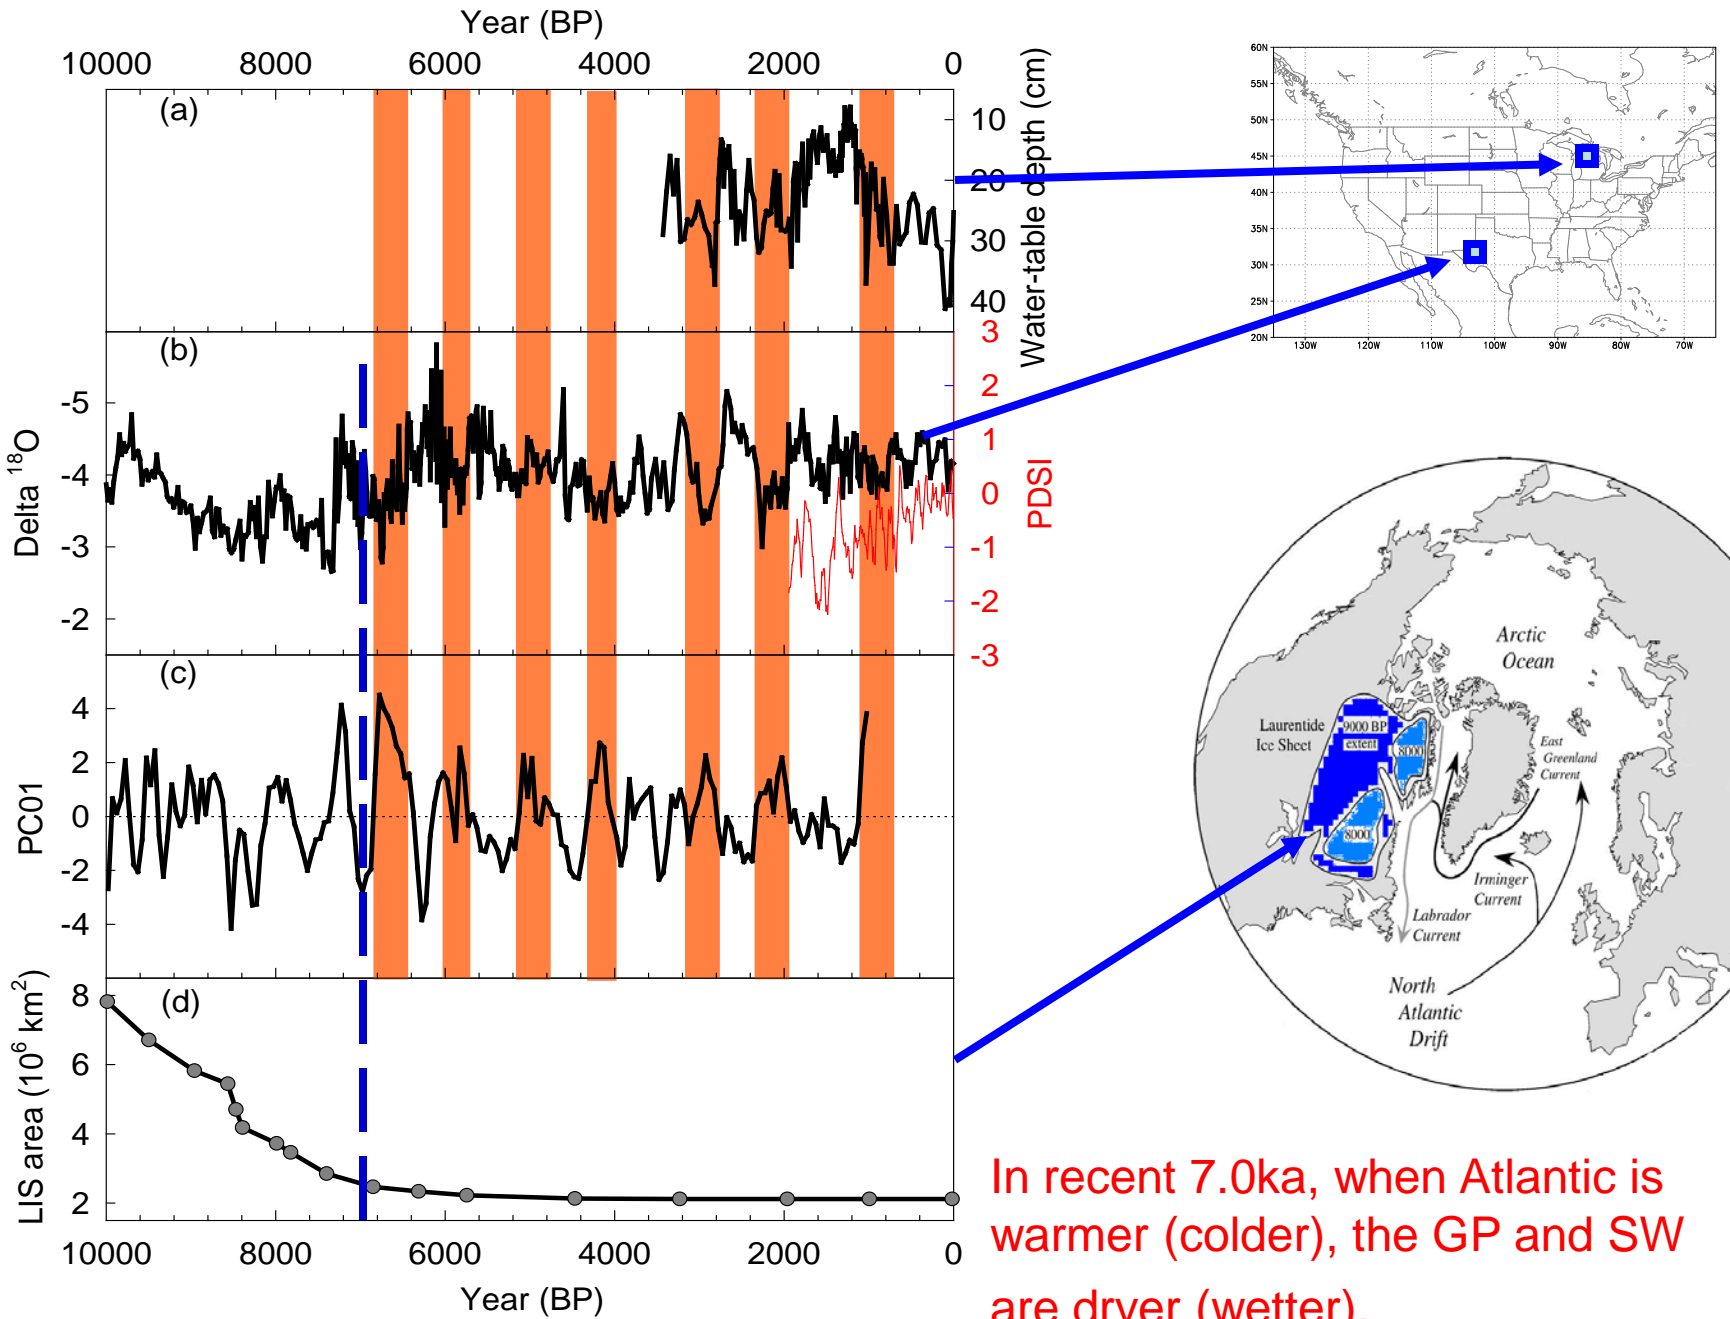 Year (BP)
10000 8000 6000 4000 2000 0
(a)
10
20
30
40
Water-table depth (cm)
(b)
-5
-4
-3
-2
Delta ¹⁸O
3
2
1
0
-1
-2
-3
PDSI
(c)
4
2
0
-2
-4
PC01
(d)
8
6
4
2
LIS area (10⁶ km²)
10000 8000 6000 4000 2000 0
Year (BP)
60N
55N
50N
45N
40N
35N
30N
25N
20N
130W 120W 110W 100W 90W 80W 70W
Arctic
Ocean
Laurentide
Ice Sheet
9000 BP
extent
8000
8000
East
Greenland
Current
Irminger
Current
Labrador
Current
North
Atlantic
Drift
In recent 7.0ka, when Atlantic is
warmer (colder), the GP and SW
are dryer (wetter).